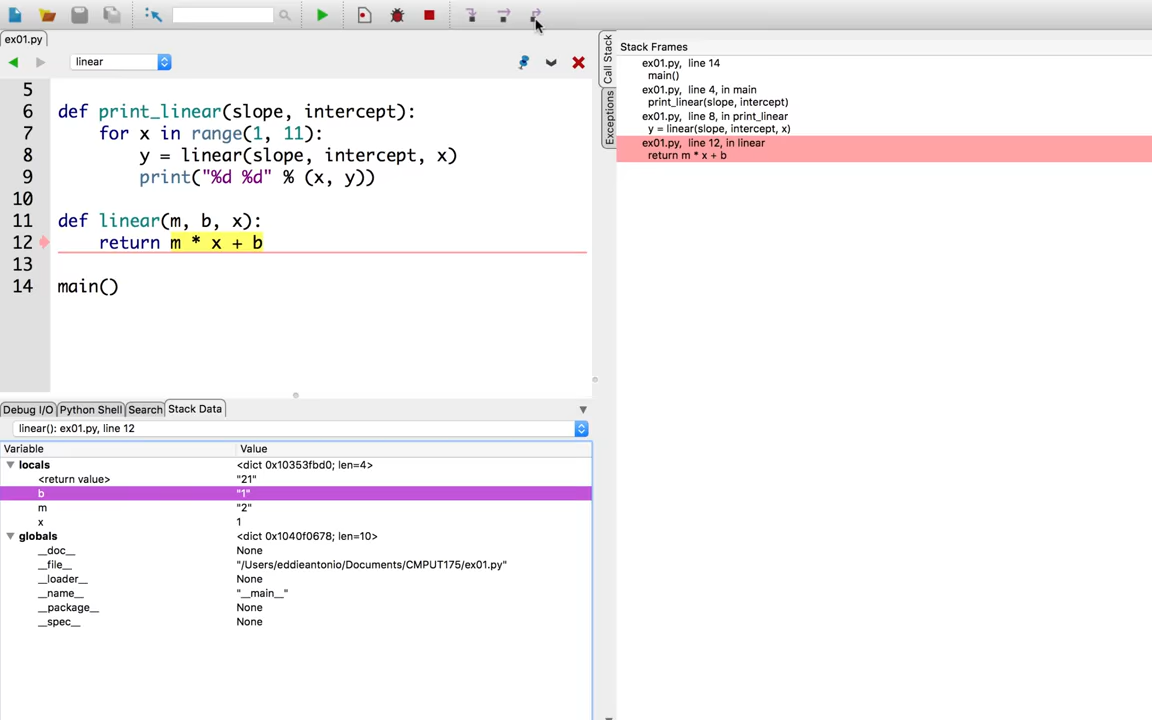 ex01.py
linear
5
6 def print_linear(slope, intercept):
7 for x in range(1, 11):
8 y = linear(slope, intercept, x)
9 print("%d %d" % (x, y))
10
11 def linear(m, b, x):
12 return m * x + b
13
14 main()
Call Stack
Exceptions
Stack Frames
ex01.py, line 14
main()
ex01.py, line 4, in main
print_linear(slope, intercept)
ex01.py, line 8, in print_linear
y = linear(slope, intercept, x)
ex01.py, line 12, in linear
return m * x + b
Debug I/O Python Shell Search Stack Data
linear(): ex01.py, line 12
Variable Value
locals <dict 0x10353fbd0; len=4>
<return value> "21"
b "1"
m "2"
x 1
globals <dict 0x1040f0678; len=10>
__doc__ None
__file__ "/Users/eddieantonio/Documents/CMPUT175/ex01.py"
__loader__ None
__name__ "__main__"
__package__ None
__spec__ None